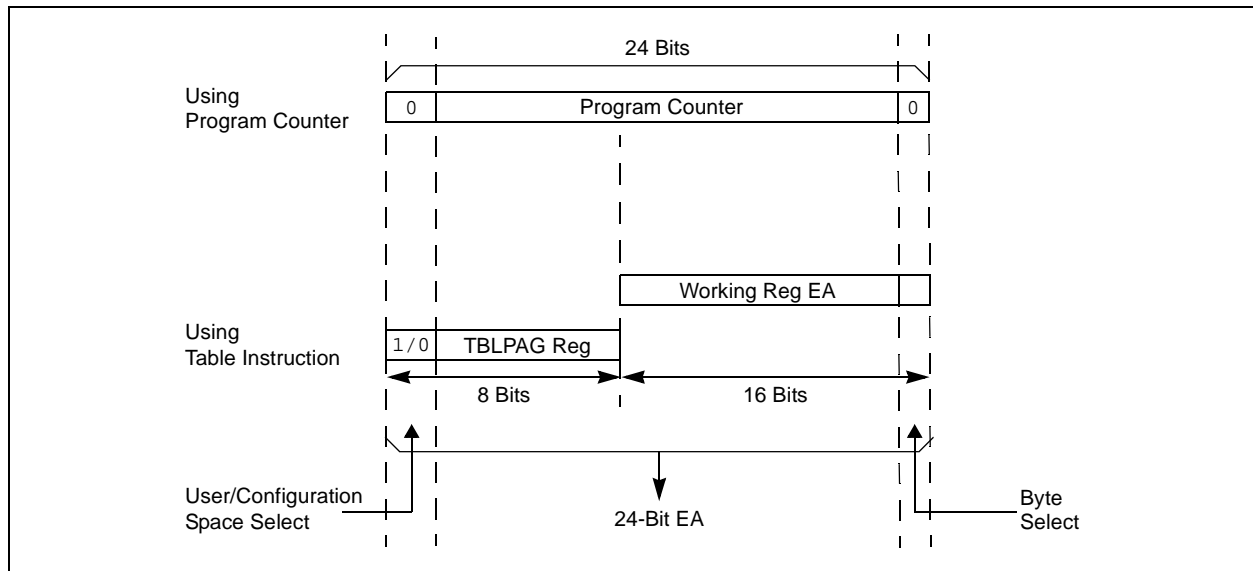 24 Bits
Using
Program Counter
0
Program Counter
0
Working Reg EA
Using
Table Instruction
1/0
TBLPAG Reg
8 Bits
16 Bits
User/Configuration
Space Select
24-Bit EA
Byte
Select